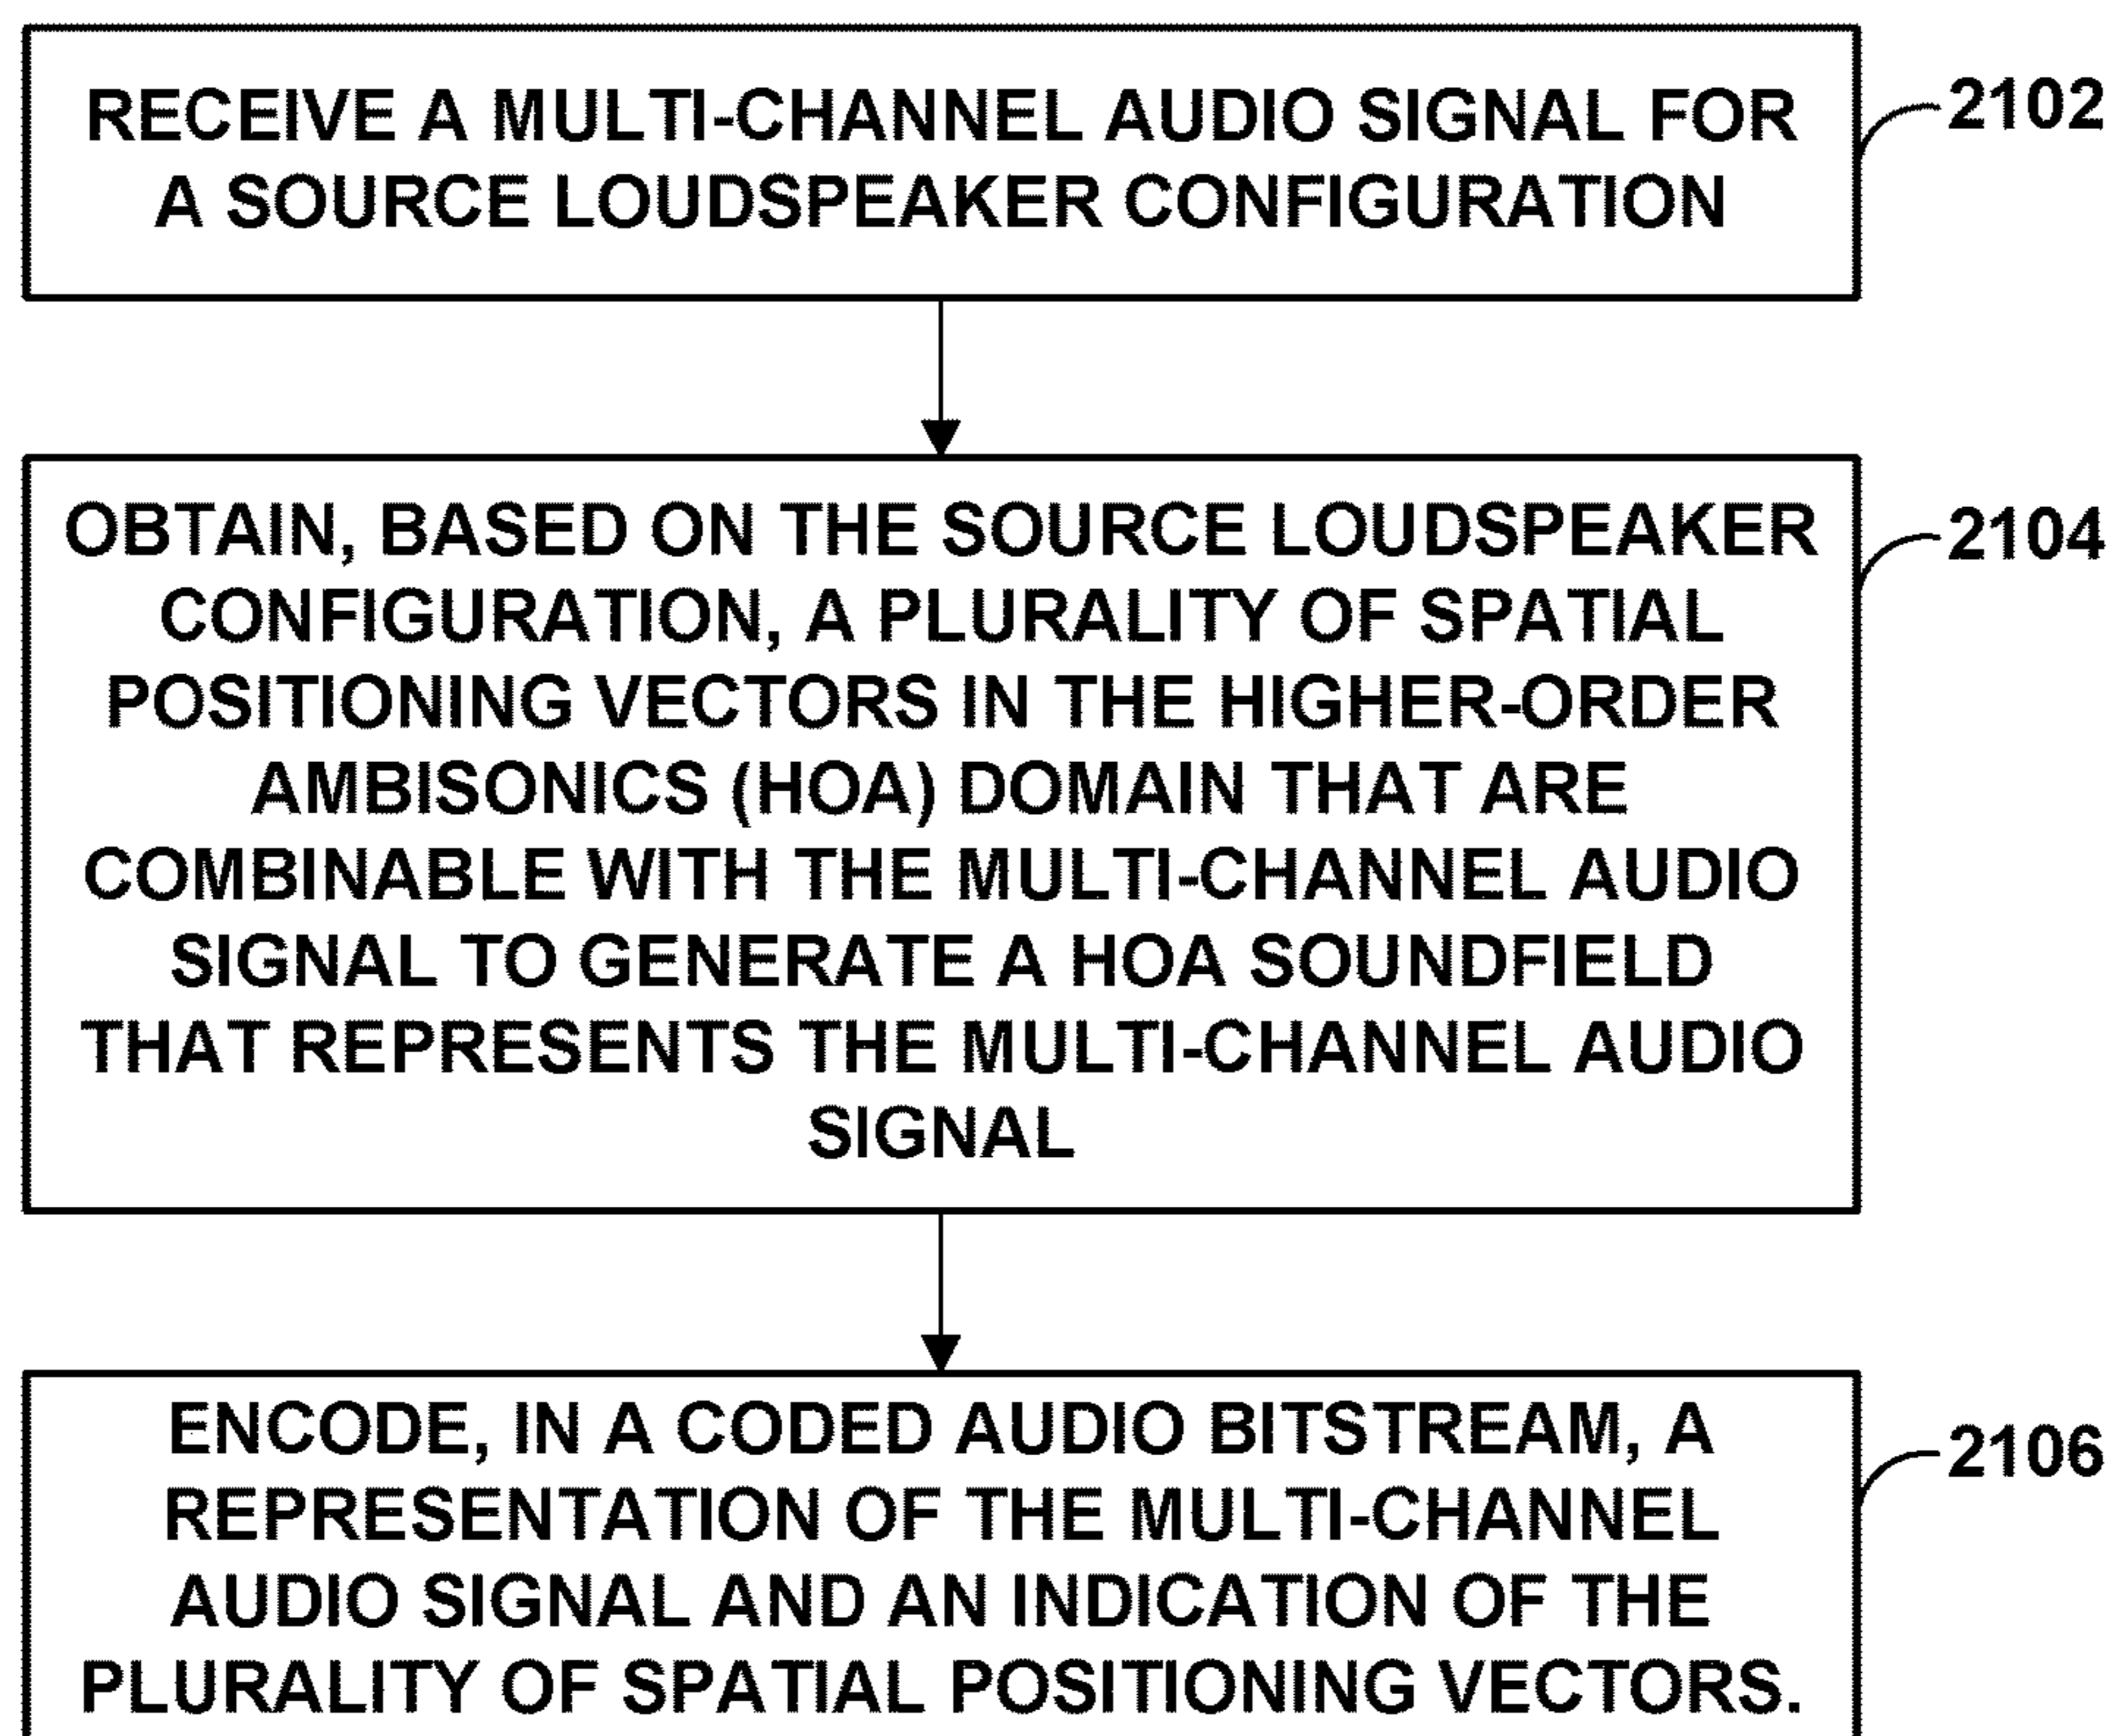 RECEIVE A MULTI-CHANNEL AUDIO SIGNAL FOR
A SOURCE LOUDSPEAKER CONFIGURATION
2102
OBTAIN, BASED ON THE SOURCE LOUDSPEAKER
CONFIGURATION, A PLURALITY OF SPATIAL
POSITIONING VECTORS IN THE HIGHER-ORDER
AMBISONICS (HOA) DOMAIN THAT ARE
COMBINABLE WITH THE MULTI-CHANNEL AUDIO
SIGNAL TO GENERATE A HOA SOUNDFIELD
THAT REPRESENTS THE MULTI-CHANNEL AUDIO
SIGNAL
2104
ENCODE, IN A CODED AUDIO BITSTREAM, A
REPRESENTATION OF THE MULTI-CHANNEL
AUDIO SIGNAL AND AN INDICATION OF THE
PLURALITY OF SPATIAL POSITIONING VECTORS.
2106